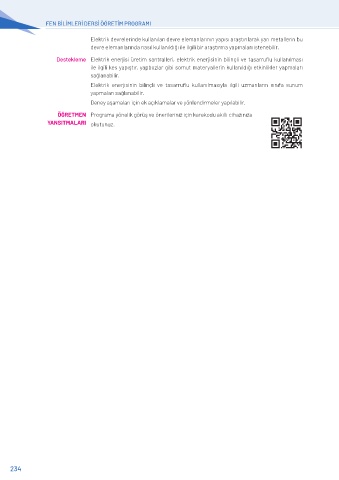 FEN BİLİMLERİ DERSİ ÖĞRETİM PROGRAMI
Elektrik devrelerinde kullanılan devre elemanlarının yapısı araştırılarak yarı metallerin bu
devre elemanlarında nasıl kullanıldığı ile ilgili bir araştırma yapmaları istenebilir.
Destekleme Elektrik enerjisi üretim santralleri, elektrik enerjisinin bilinçli ve tasarruflu kullanılması
ile ilgili kes yapıştır, yapbozlar gibi somut materyallerin kullanıldığı etkinlikler yapmaları
sağlanabilir.
Elektrik enerjisinin bilinçli ve tasarruflu kullanılmasıyla ilgili uzmanların sınıfa sunum
yapmaları sağlanabilir.
Deney aşamaları için ek açıklamalar ve yönlendirmeler yapılabilir.
ÖĞRETMEN Programa yönelik görüş ve önerileriniz için karekodu akıllı cihazınızla
YANSITMALARI okutunuz.
234